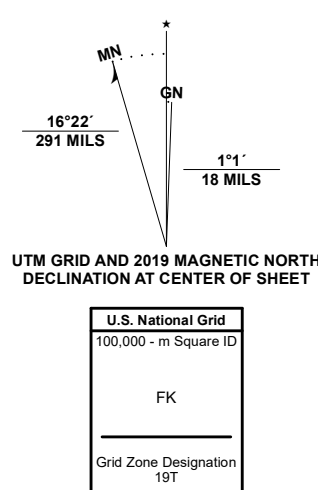 ★
MN
GN
16°22´
291 MILS
1°1´
18 MILS
UTM GRID AND 2019 MAGNETIC NORTH
DECLINATION AT CENTER OF SHEET
U.S. National Grid
100,000 - m Square ID
FK
Grid Zone Designation
19T